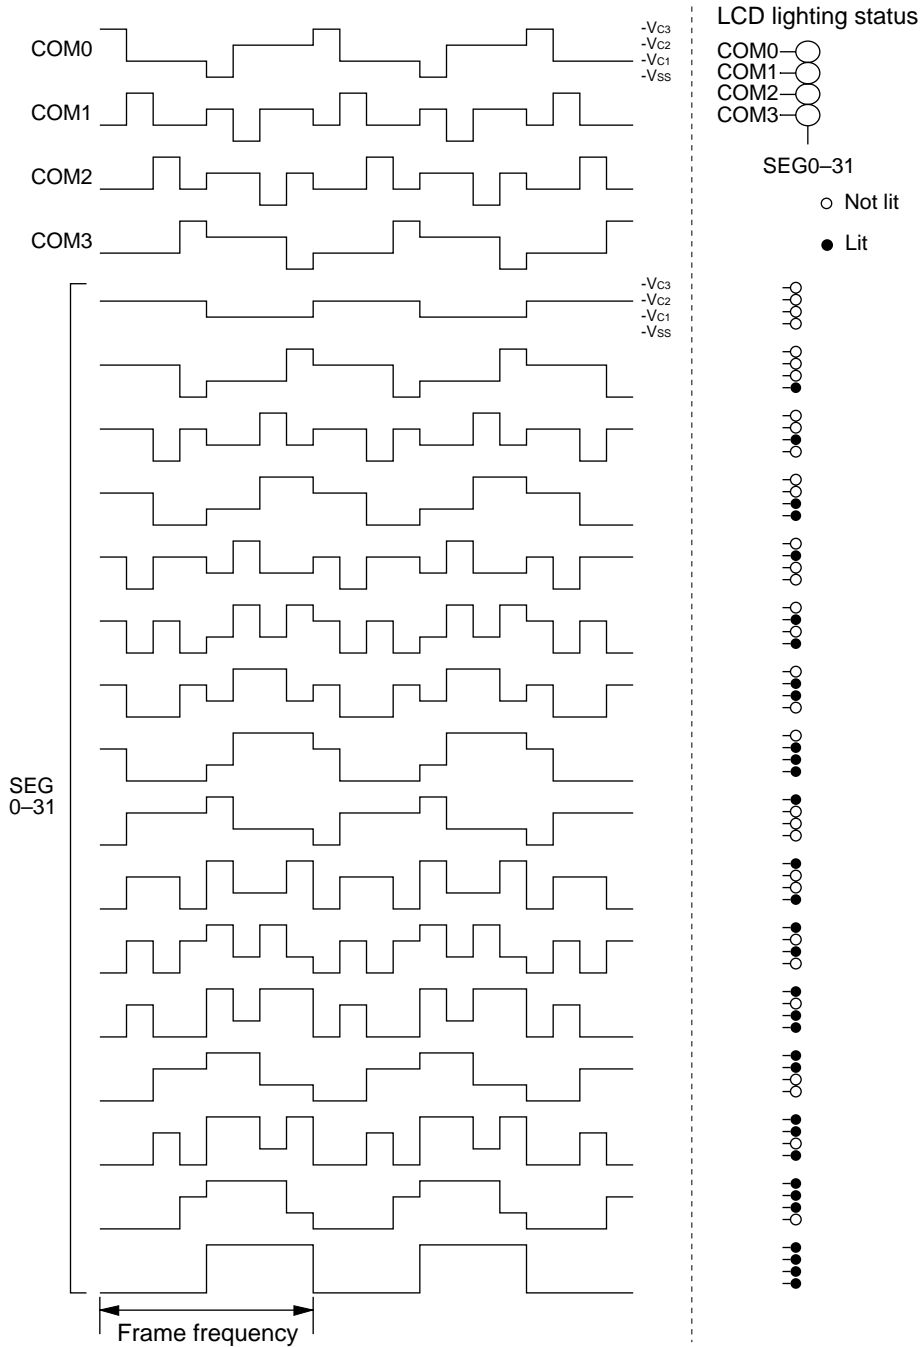 LCD lighting status
COM0
-VC3
-VC2
-VC1
-VSS
COM1
COM2
COM3
COM0
COM1
COM2
COM3
SEG0–31
Not lit
Lit
-VC3
-VC2
-VC1
-VSS
SEG
0–31
Frame frequency